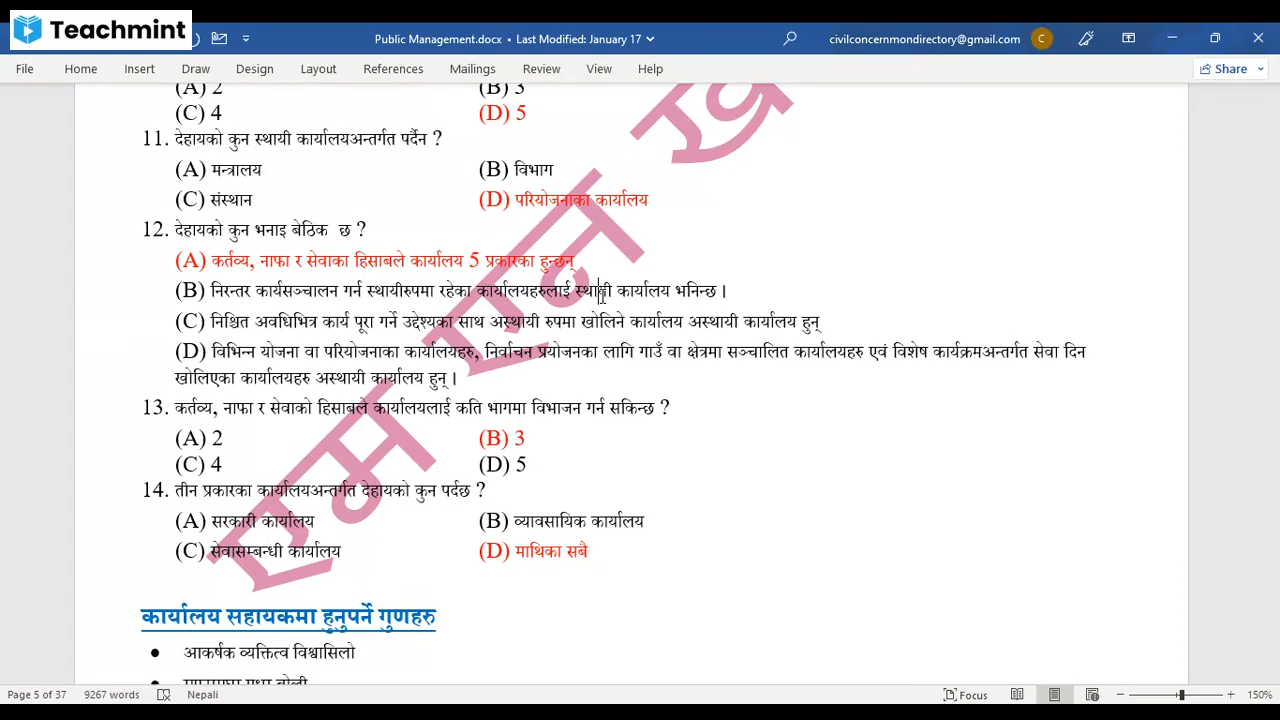 Teachmint
Public Management.docx • Last Modified: January 17
civilconcernmondirectory@gmail.com
C
File Home Insert Draw Design Layout References Mailings Review View Help
Share
(A) 2 (B) 3
(C) 4 (D) 5
11. देहायको कुन स्थायी कार्यालयअन्तर्गत पर्दैन ?
(A) मन्त्रालय (B) विभाग
(C) संस्थान (D) परियोजनाका कार्यालय
12. देहायको कुन भनाइ बेठिक छ ?
(A) कर्तव्य, नाफा र सेवाका हिसाबले कार्यालय 5 प्रकारका हुन्छन्
(B) निरन्तर कार्यसञ्चालन गर्न स्थायीरुपमा रहेका कार्यालयहरुलाई स्थायी कार्यालय भनिन्छ ।
(C) निश्चित अवधिभित्र कार्य पूरा गर्ने उद्देश्यका साथ अस्थायी रुपमा खोलिने कार्यालय अस्थायी कार्यालय हुन्
(D) विभिन्न योजना वा परियोजनाका कार्यालयहरु, निर्वाचन प्रयोजनका लागि गाउँ वा क्षेत्रमा सञ्चालित कार्यालयहरु एवं विशेष कार्यक्रमअन्तर्गत सेवा दिन
खोलिएका कार्यालयहरु अस्थायी कार्यालय हुन् ।
13. कर्तव्य, नाफा र सेवाको हिसाबले कार्यालयलाई कति भागमा विभाजन गर्न सकिन्छ ?
(A) 2 (B) 3
(C) 4 (D) 5
14. तीन प्रकारका कार्यालयअन्तर्गत देहायको कुन पर्दछ ?
(A) सरकारी कार्यालय (B) व्यावसायिक कार्यालय
(C) सेवासम्बन्धी कार्यालय (D) माथिका सबै
एम एल
कार्यालय सहायकमा हुनुपर्ने गुणहरु
• आकर्षक व्यक्तित्व विश्वासिलो
Page 5 of 37 9267 words Nepali Focus 150%